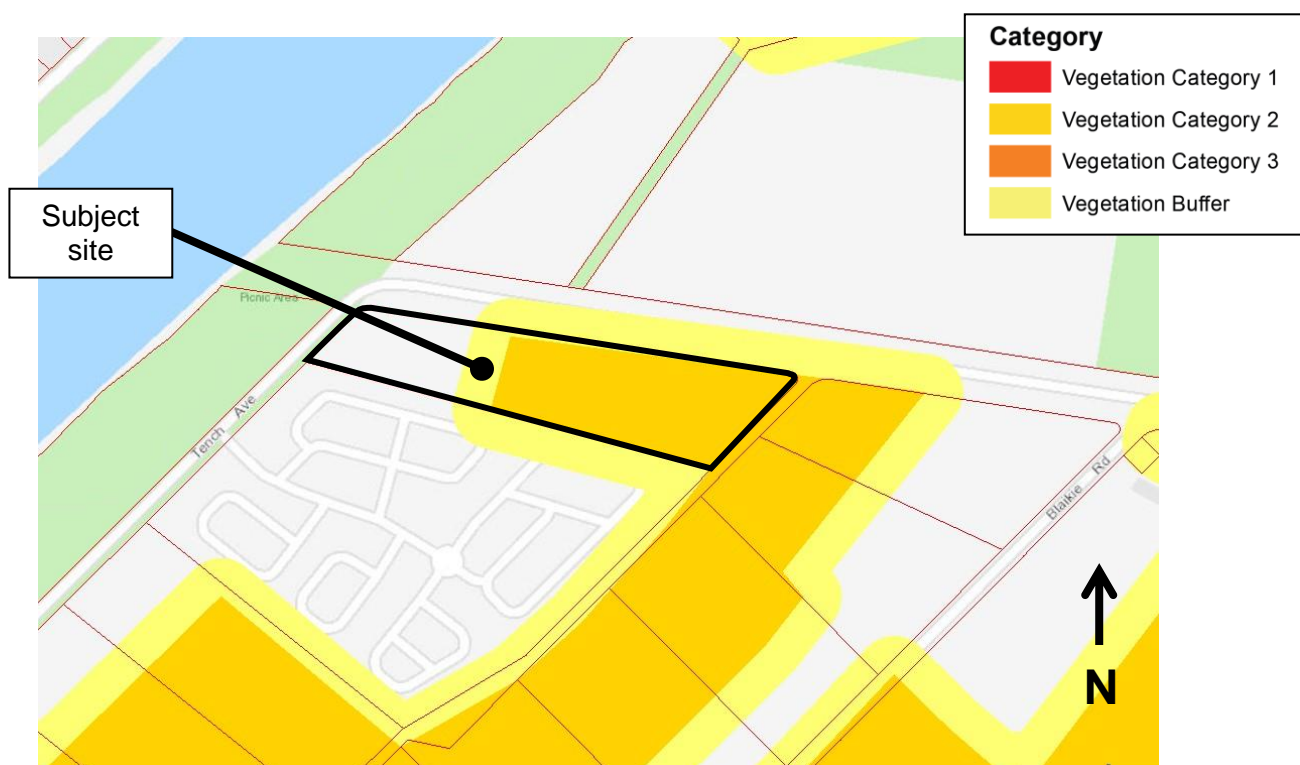 Category
Vegetation Category 1
Vegetation Category 2
Vegetation Category 3
Vegetation Buffer
Subject
site
Picnic Area
Tench Ave
Blaikie Rd
N